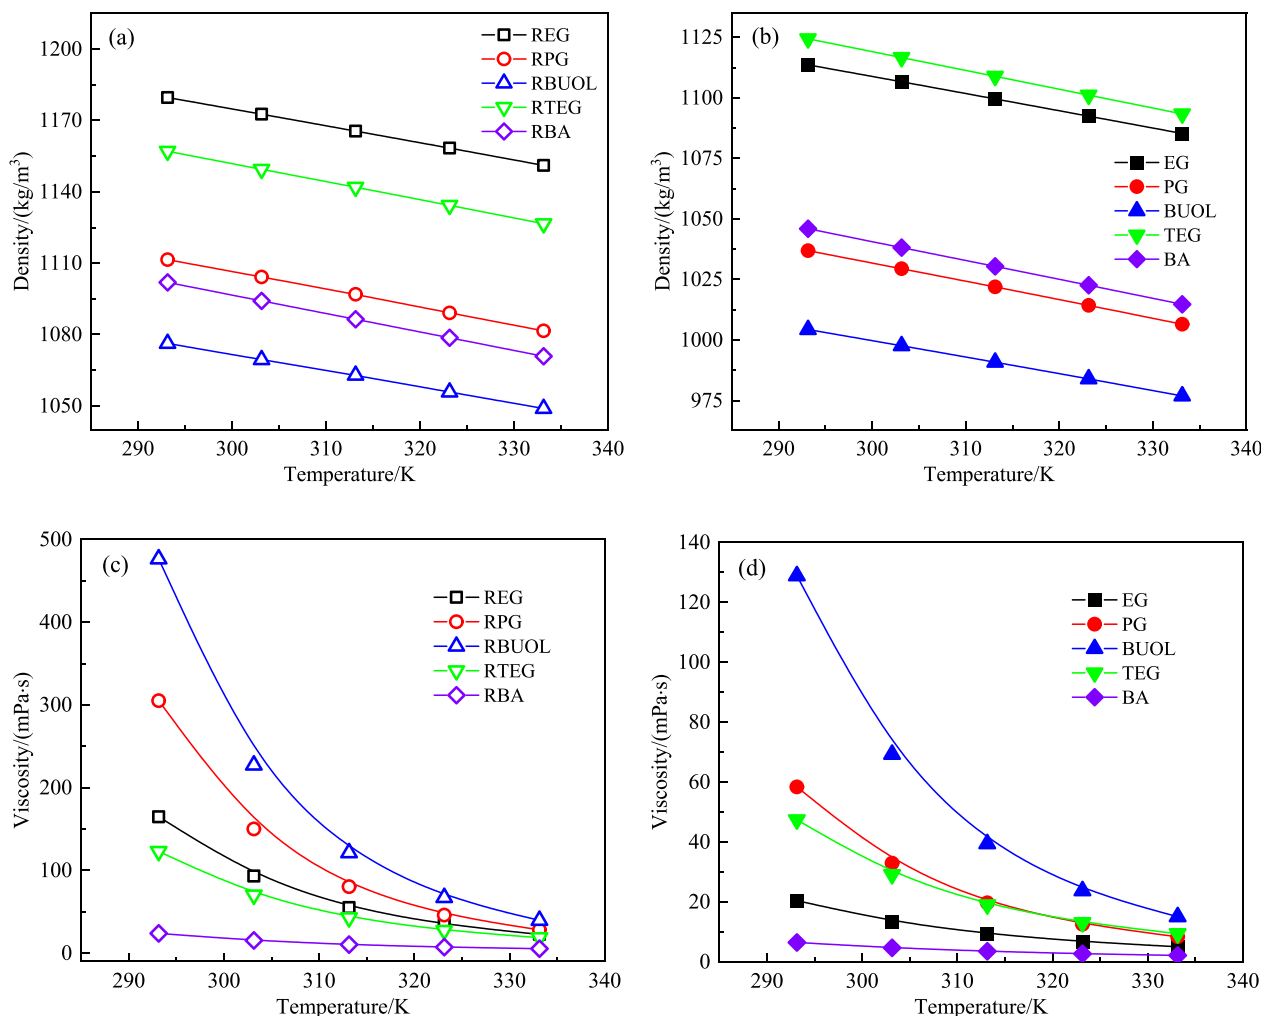 (a)
REG
RPG
RBUOL
RTEG
RBA
1200
1170
1140
1110
1080
1050
Density/(kg/m³)
290 300 310 320 330 340
Temperature/K
(b)
EG
PG
BUOL
TEG
BA
1125
1100
1075
1050
1025
1000
975
Density/(kg/m³)
290 300 310 320 330 340
Temperature/K
(c)
REG
RPG
RBUOL
RTEG
RBA
500
400
300
200
100
0
Viscosity/(mPa·s)
290 300 310 320 330 340
Temperature/K
(d)
EG
PG
BUOL
TEG
BA
140
120
100
80
60
40
20
0
Viscosity/(mPa·s)
290 300 310 320 330 340
Temperature/K